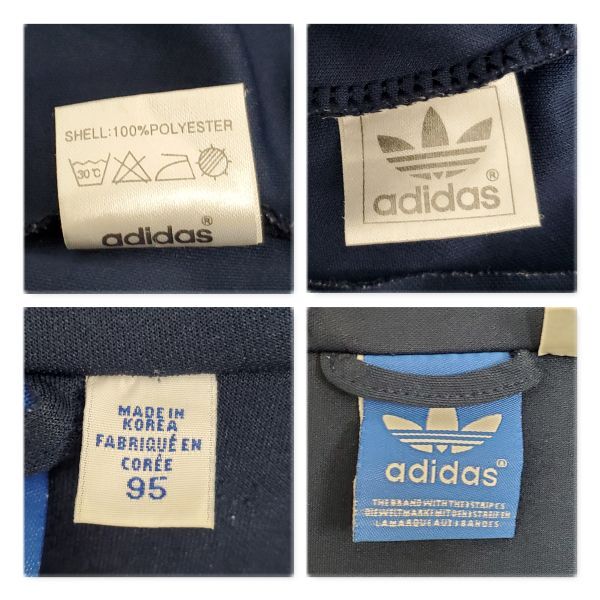 SHELL:100%POLYESTER
30℃
adidas®
adidas®
MADE IN
KOREA
FABRIQUÉ EN
CORÉE
95
adidas®
THE BRAND WITH THE 3 STRIPES
DIE WELTMARKE MIT DEN 3 STREIFEN
LA MARQUE AUX 3 BANDES